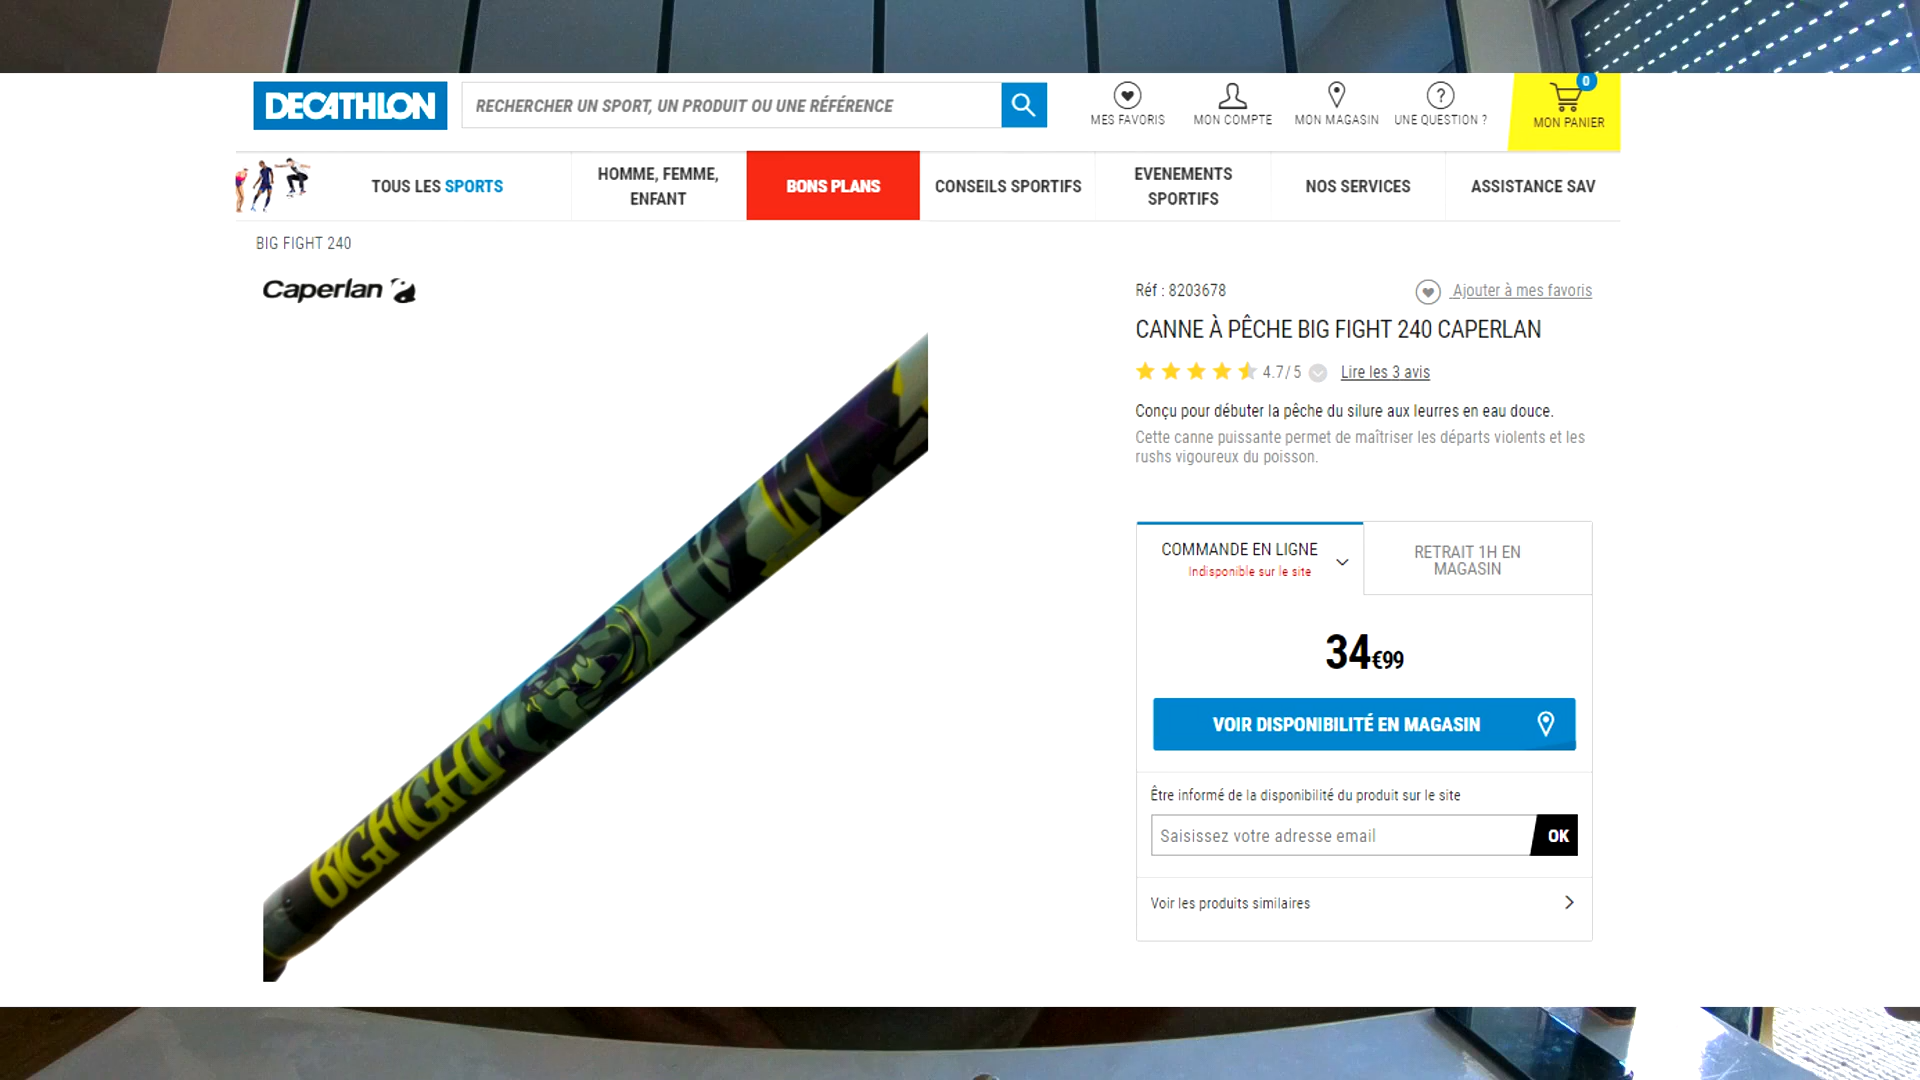 DECATHLON
RECHERCHER UN SPORT, UN PRODUIT OU UNE RÉFÉRENCE
MES FAVORIS
MON COMPTE
MON MAGASIN
UNE QUESTION ?
0
MON PANIER
TOUS LES SPORTS
HOMME, FEMME,
ENFANT
BONS PLANS
CONSEILS SPORTIFS
EVENEMENTS
SPORTIFS
NOS SERVICES
ASSISTANCE SAV
BIG FIGHT 240
Caperlan
BIGFIGHT
Réf : 8203678
Ajouter à mes favoris
CANNE À PÊCHE BIG FIGHT 240 CAPERLAN
4.7/5
Lire les 3 avis
Conçu pour débuter la pêche du silure aux leurres en eau douce.
Cette canne puissante permet de maîtriser les départs violents et les
rushs vigoureux du poisson.
COMMANDE EN LIGNE
Indisponible sur le site
RETRAIT 1H EN
MAGASIN
34€99
VOIR DISPONIBILITÉ EN MAGASIN
Être informé de la disponibilité du produit sur le site
Saisissez votre adresse email
OK
Voir les produits similaires